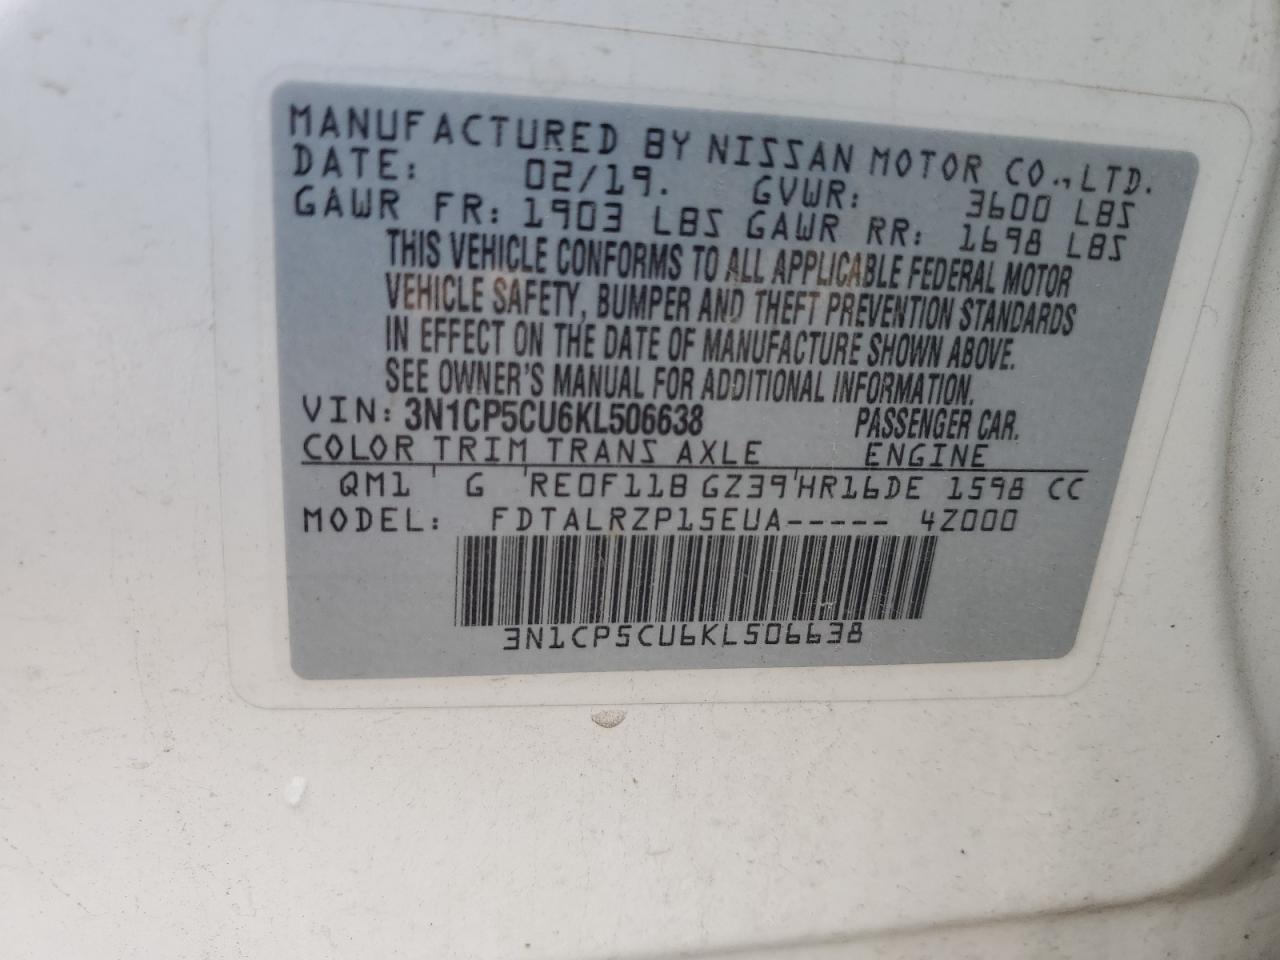 MANUFACTURED BY NISSAN MOTOR CO., LTD.
DATE: 02/19. GVWR: 3600 LBS
GAWR FR: 1903 LBS GAWR RR: 1698 LBS
THIS VEHICLE CONFORMS TO ALL APPLICABLE FEDERAL MOTOR
VEHICLE SAFETY, BUMPER AND THEFT PREVENTION STANDARDS
IN EFFECT ON THE DATE OF MANUFACTURE SHOWN ABOVE.
SEE OWNER'S MANUAL FOR ADDITIONAL INFORMATION.
VIN: 3N1CP5CU6KL506638 PASSENGER CAR.
COLOR TRIM TRANS AXLE ENGINE
QM1 G RE0F11B GZ39 HR16DE 1598 CC
MODEL: FDTALRZP15EUA----- 4Z000
3N1CP5CU6KL506638